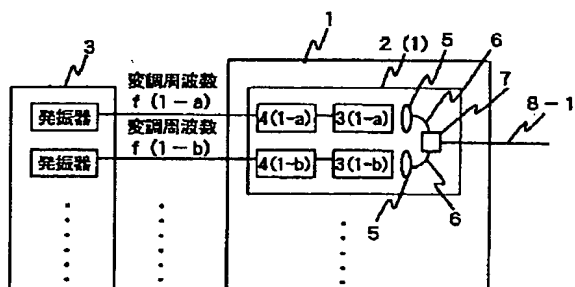 1
3
2 (1)
5
6
変調周波数
f (1-a)
7
8-1
発振器
4(1-a)
3(1-a)
変調周波数
f (1-b)
発振器
4(1-b)
3(1-b)
5
6